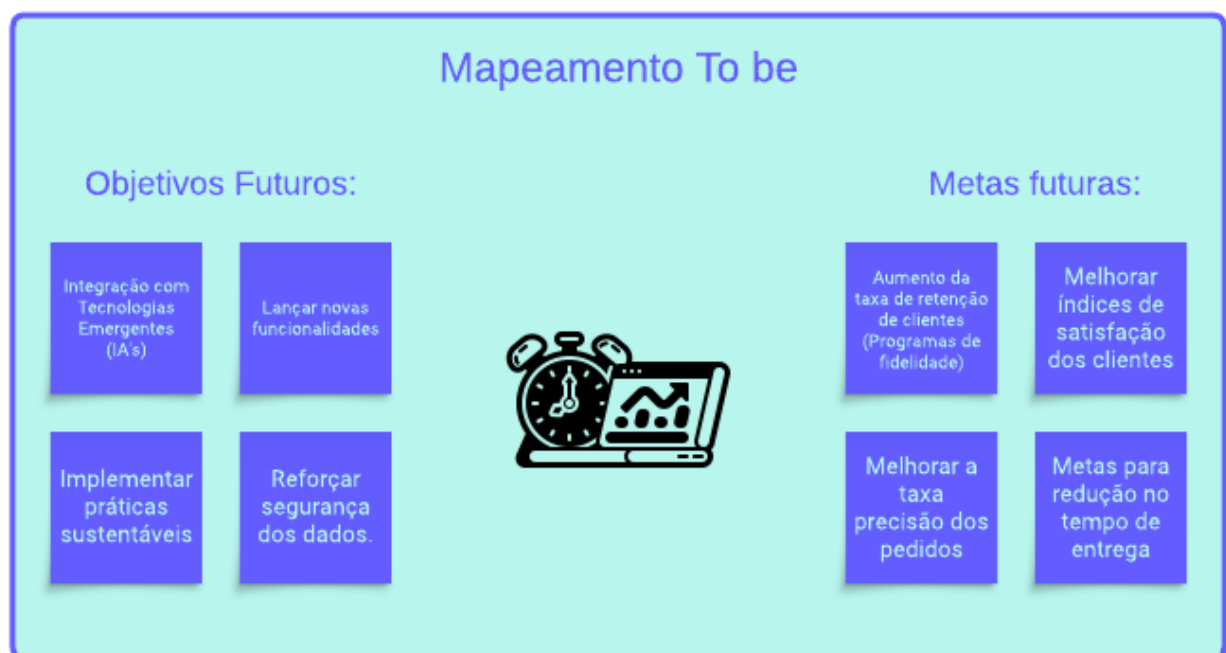 Mapeamento To be
Objetivos Futuros:
Integração com
Tecnologias
Emergentes
(IA's)
Lançar novas
funcionalidades
Implementar
práticas
sustentáveis
Reforçar
segurança
dos dados.
Metas futuras:
Aumento da
taxa de retenção
de clientes
(Programas de
fidelidade)
Melhorar
índices de
satisfação
dos clientes
Melhorar a
taxa
precisão dos
pedidos
Metas para
redução no
tempo de
entrega